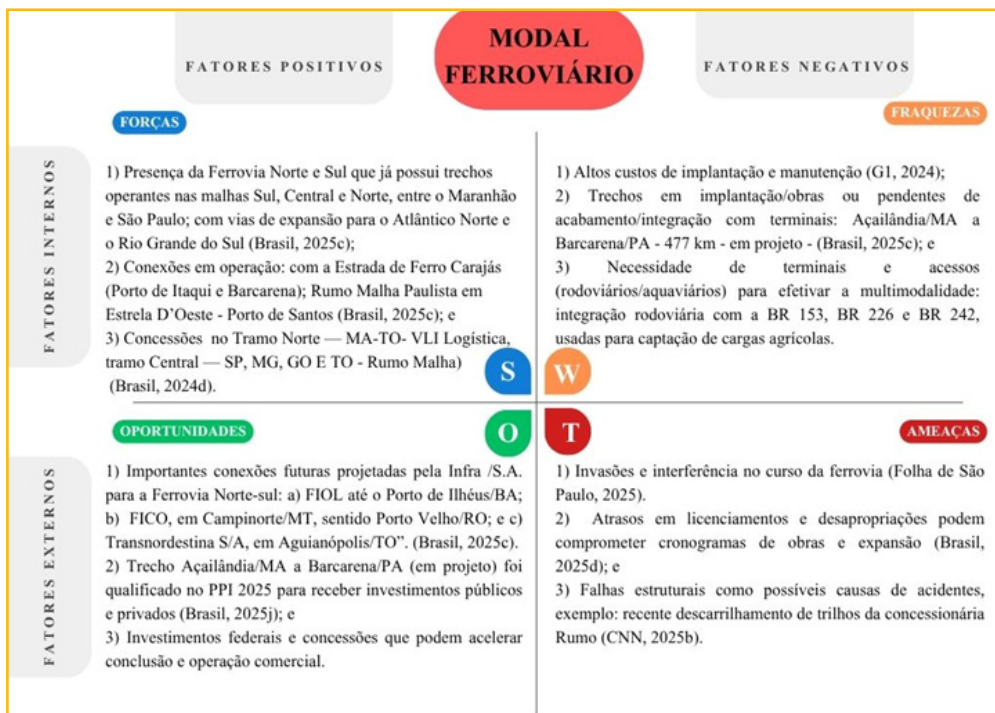 FATORES POSITIVOS
MODAL
FERROVIÁRIO
FATORES NEGATIVOS
FATORES INTERNOS
FORÇAS
1) Presença da Ferrovia Norte e Sul que já possui trechos
operantes nas malhas Sul, Central e Norte, entre o Maranhão
e São Paulo; com vias de expansão para o Atlântico Norte e
o Rio Grande do Sul (Brasil, 2025c);
2) Conexões em operação: com a Estrada de Ferro Carajás
(Porto de Itaqui e Barcarena); Rumo Malha Paulista em
Estrela D’Oeste - Porto de Santos (Brasil, 2025c); e
3) Concessões no Tramo Norte — MA-TO- VLI Logística,
tramo Central — SP, MG, GO E TO - Rumo Malha)
(Brasil, 2024d).
S
FRAQUEZAS
1) Altos custos de implantação e manutenção (G1, 2024);
2) Trechos em implantação/obras ou pendentes de
acabamento/integração com terminais: Açailândia/MA a
Barcarena/PA - 477 km - em projeto - (Brasil, 2025c); e
3) Necessidade de terminais e acessos
(rodoviários/aquaviários) para efetivar a multimodalidade:
integração rodoviária com a BR 153, BR 226 e BR 242,
usadas para captação de cargas agrícolas.
W
FATORES EXTERNOS
OPORTUNIDADES
O
1) Importantes conexões futuras projetadas pela Infra /S.A.
para a Ferrovia Norte-sul: a) FIOL até o Porto de Ilhéus/BA;
b) FICO, em Campinorte/MT, sentido Porto Velho/RO; e c)
Transnordestina S/A, em Aguianópolis/TO”. (Brasil, 2025c).
2) Trecho Açailândia/MA a Barcarena/PA (em projeto) foi
qualificado no PPI 2025 para receber investimentos públicos
e privados (Brasil, 2025j); e
3) Investimentos federais e concessões que podem acelerar
conclusão e operação comercial.
T
AMEAÇAS
1) Invasões e interferência no curso da ferrovia (Folha de São
Paulo, 2025).
2) Atrasos em licenciamentos e desapropriações podem
comprometer cronogramas de obras e expansão (Brasil,
2025d); e
3) Falhas estruturais como possíveis causas de acidentes,
exemplo: recente descarrilhamento de trilhos da concessionária
Rumo (CNN, 2025b).